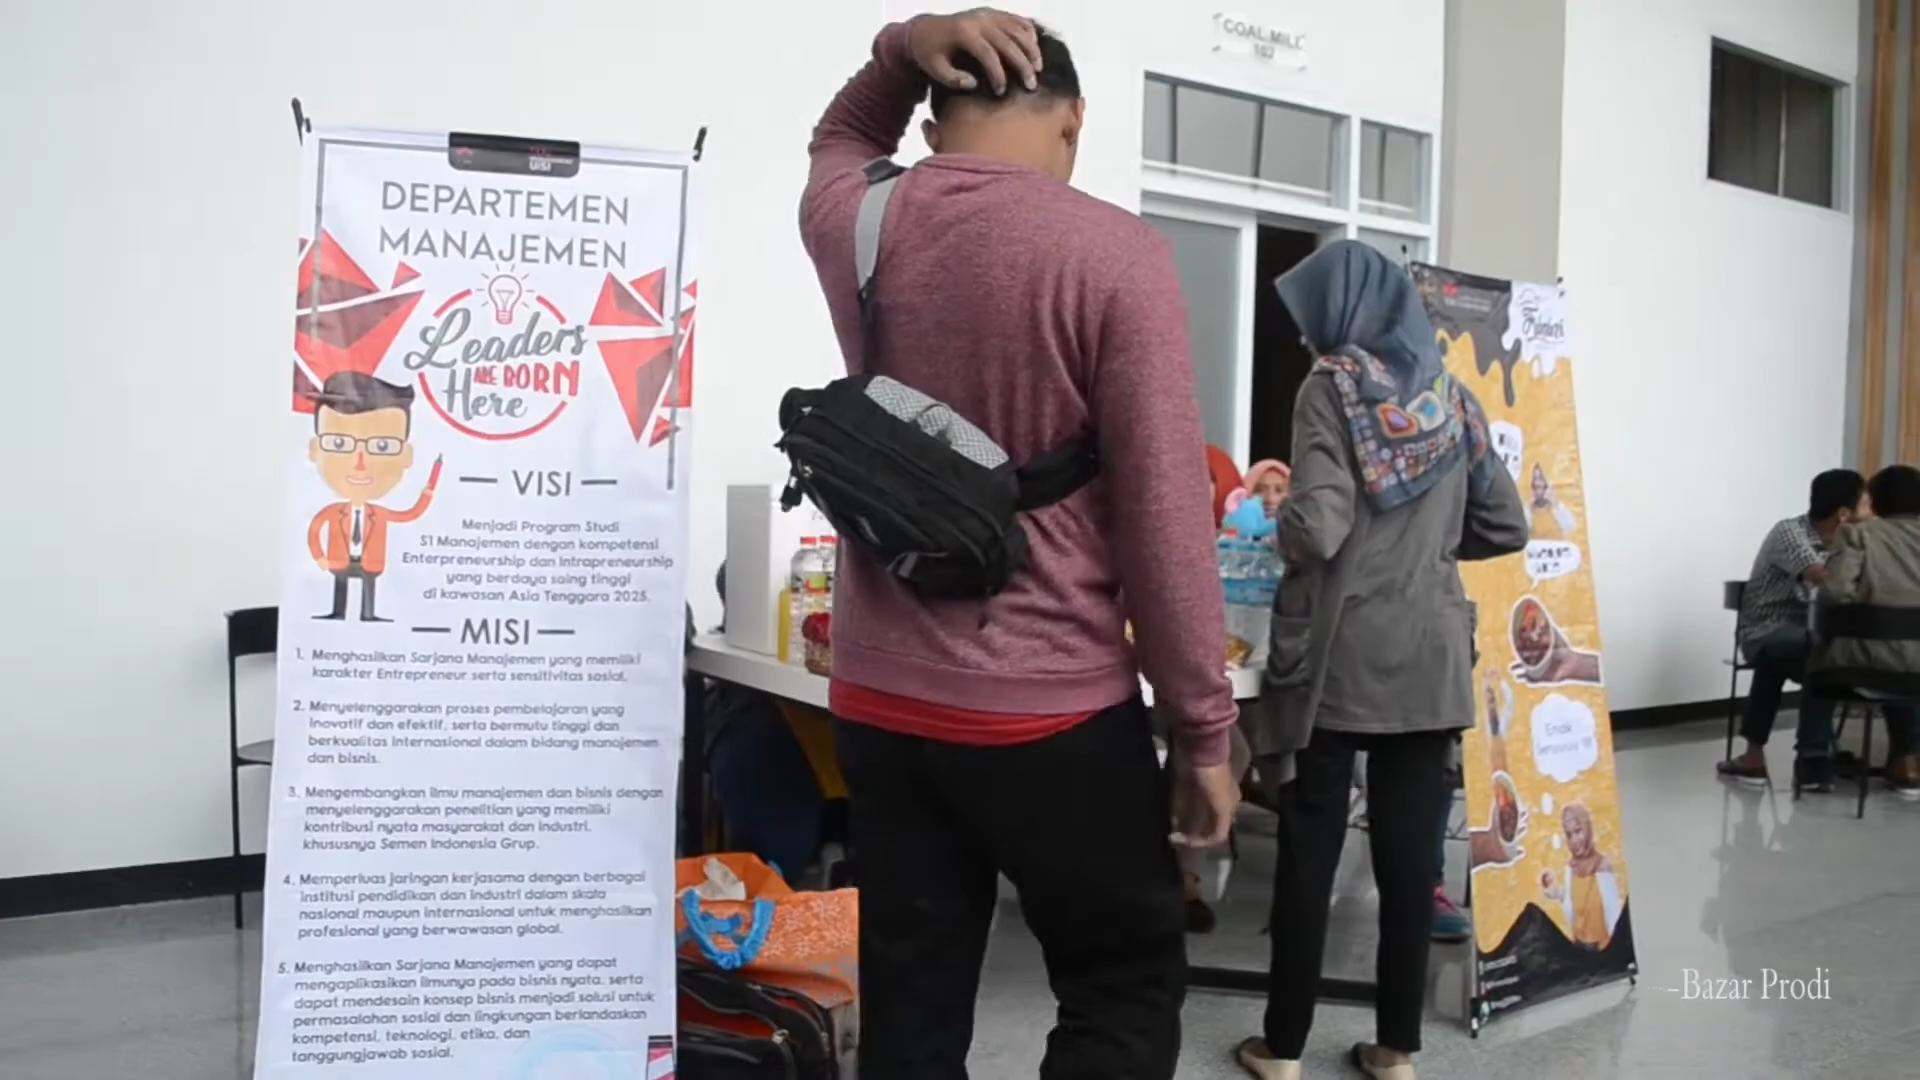 UISI
DEPARTEMEN
MANAJEMEN
Leaders
ARE BORN
Here
VISI
Menjadi Program Studi
S1 Manajemen dengan kompetensi
Enterpreneurship dan Intrapreneurship
yang berdaya saing tinggi
di kawasan Asia Tenggara 2025.
MISI
1. Menghasilkan Sarjana Manajemen yang memiliki
karakter Entrepreneur serta sensitivitas sosial.
2. Menyelenggarakan proses pembelajaran yang
Inovatif dan efektif, serta bermutu tinggi dan
berkualitas internasional dalam bidang manajemen
dan bisnis.
3. Mengembangkan ilmu manajemen dan bisnis dengan
menyelenggarakan penelitian yang memiliki
kontribusi nyata masyarakat dan industri,
khususnya Semen Indonesia Grup.
4. Memperluas jaringan kerjasama dengan berbagai
institusi pendidikan dan industri dalam skala
nasional maupun internasional untuk menghasilkan
profesional yang berwawasan global.
5. Menghasilkan Sarjana Manajemen yang dapat
mengaplikasikan ilmunya pada bisnis nyata, serta
dapat mendesain konsep bisnis menjadi solusi untuk
permasalahan sosial dan lingkungan berlandaskan
kompetensi, teknologi, etika, dan
tanggungjawab sosial.
COAL MILL
102
Enak
-Bazar Prodi